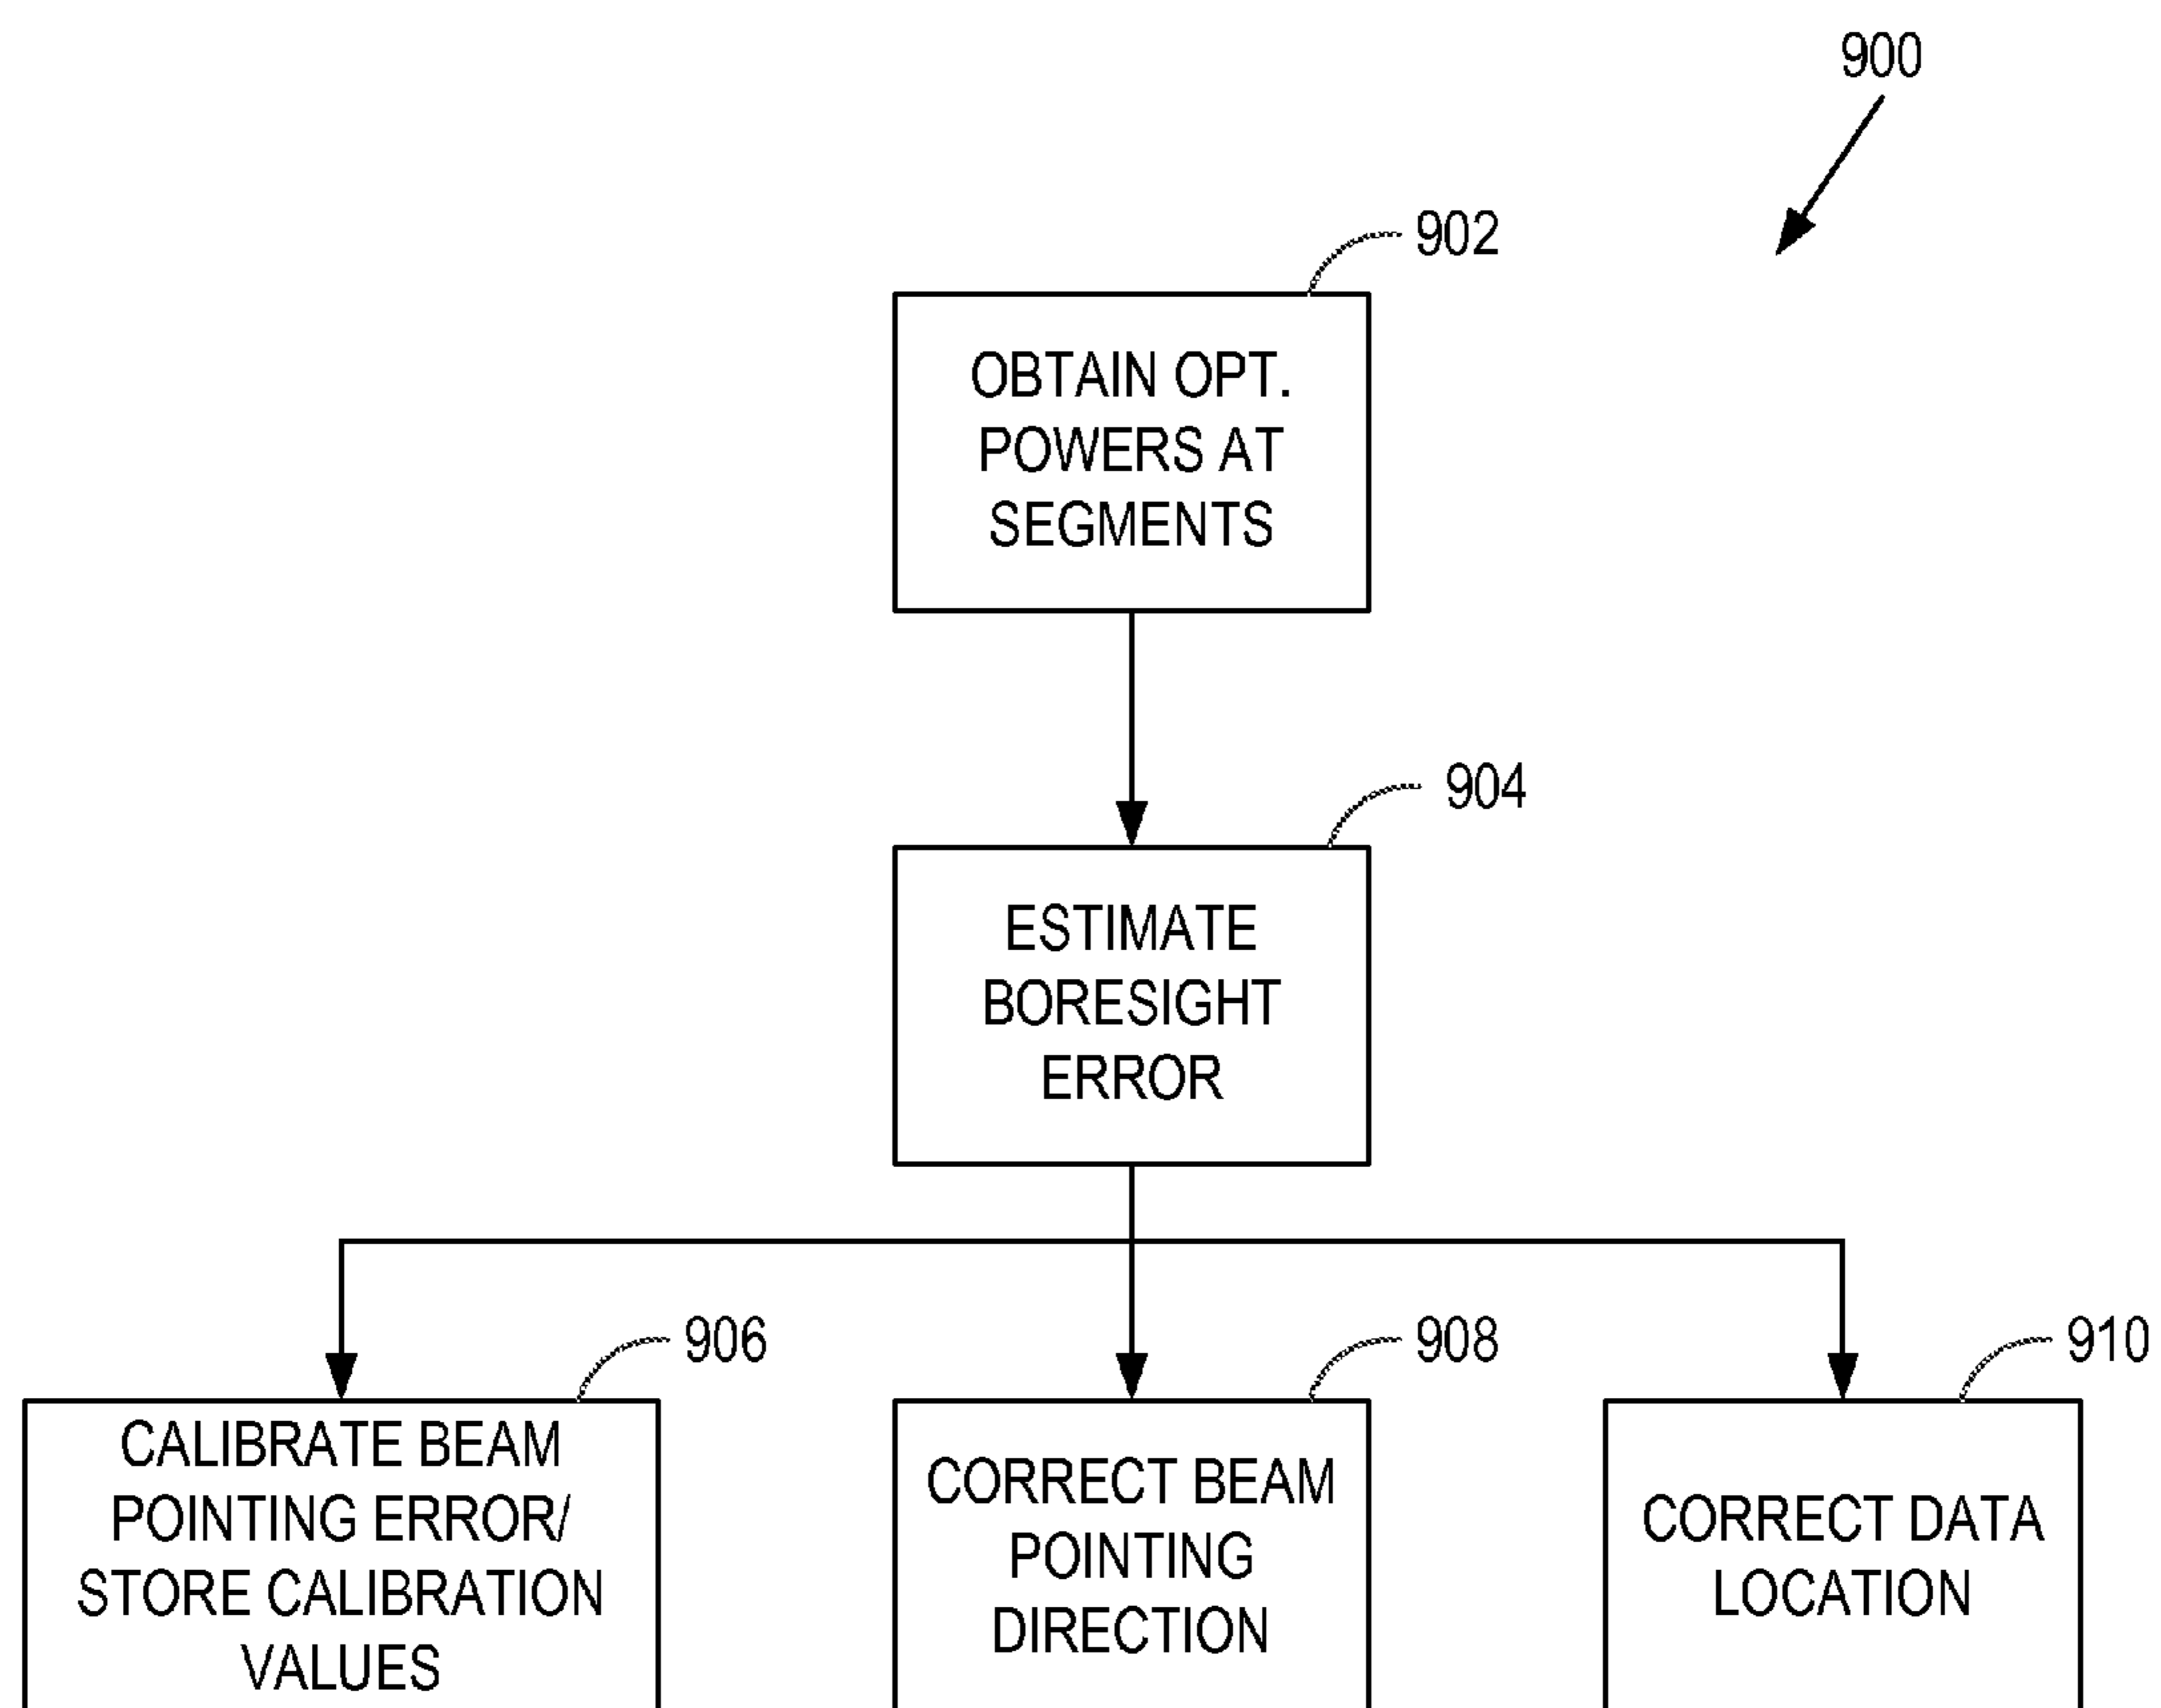 900
902
OBTAIN OPT.
POWERS AT
SEGMENTS
904
ESTIMATE
BORESIGHT
ERROR
906
CALIBRATE BEAM
POINTING ERROR/
STORE CALIBRATION
VALUES
908
CORRECT BEAM
POINTING
DIRECTION
910
CORRECT DATA
LOCATION